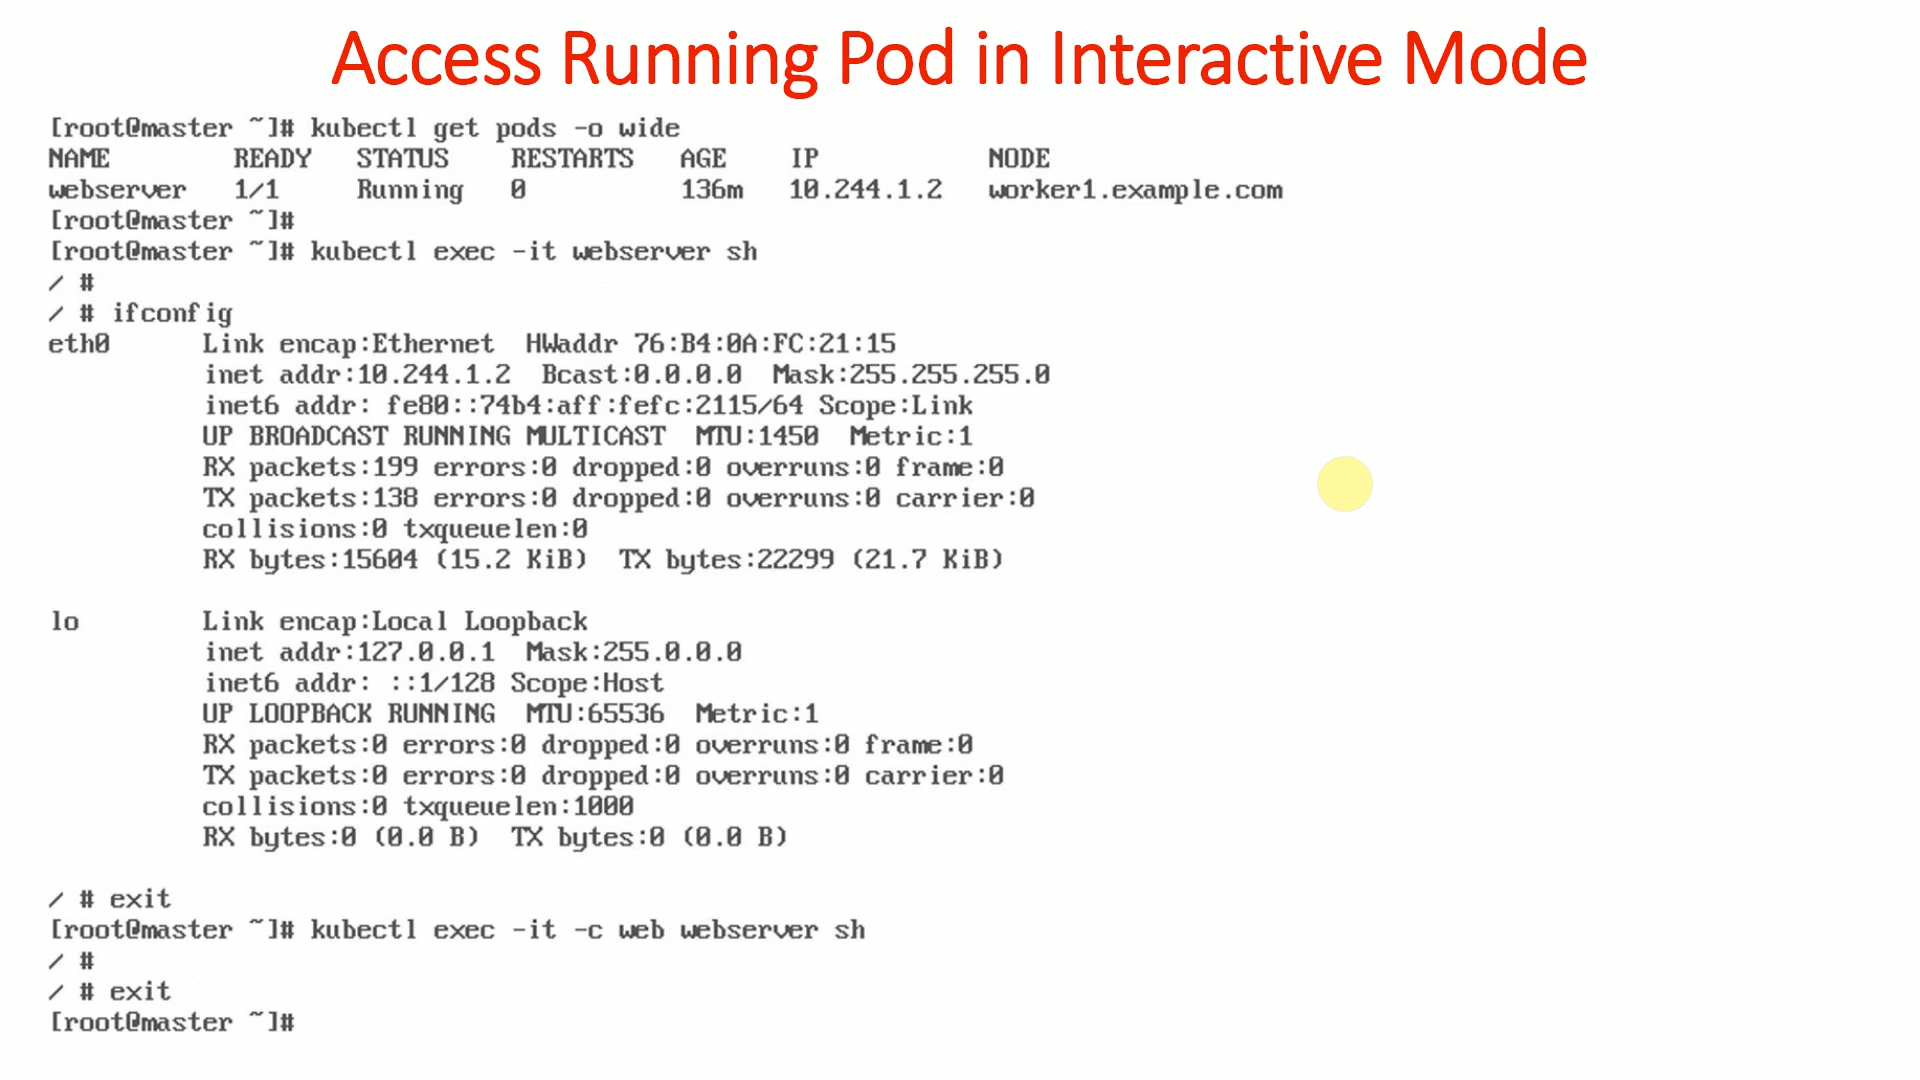 Access Running Pod in Interactive Mode
[root@master ~]# kubectl get pods -o wide
NAME        READY   STATUS    RESTARTS   AGE    IP           NODE
webserver   1/1     Running   0          136m   10.244.1.2   worker1.example.com
[root@master ~]#
[root@master ~]# kubectl exec -it webserver sh
/ #
/ # ifconfig
eth0      Link encap:Ethernet  HWaddr 76:B4:0A:FC:21:15
          inet addr:10.244.1.2  Bcast:0.0.0.0  Mask:255.255.255.0
          inet6 addr: fe80::74b4:aff:fefc:2115/64 Scope:Link
          UP BROADCAST RUNNING MULTICAST  MTU:1450  Metric:1
          RX packets:199 errors:0 dropped:0 overruns:0 frame:0
          TX packets:138 errors:0 dropped:0 overruns:0 carrier:0
          collisions:0 txqueuelen:0
          RX bytes:15604 (15.2 KiB)  TX bytes:22299 (21.7 KiB)
lo        Link encap:Local Loopback
          inet addr:127.0.0.1  Mask:255.0.0.0
          inet6 addr: ::1/128 Scope:Host
          UP LOOPBACK RUNNING  MTU:65536  Metric:1
          RX packets:0 errors:0 dropped:0 overruns:0 frame:0
          TX packets:0 errors:0 dropped:0 overruns:0 carrier:0
          collisions:0 txqueuelen:1000
          RX bytes:0 (0.0 B)  TX bytes:0 (0.0 B)
/ # exit
[root@master ~]# kubectl exec -it -c web webserver sh
/ #
/ # exit
[root@master ~]#